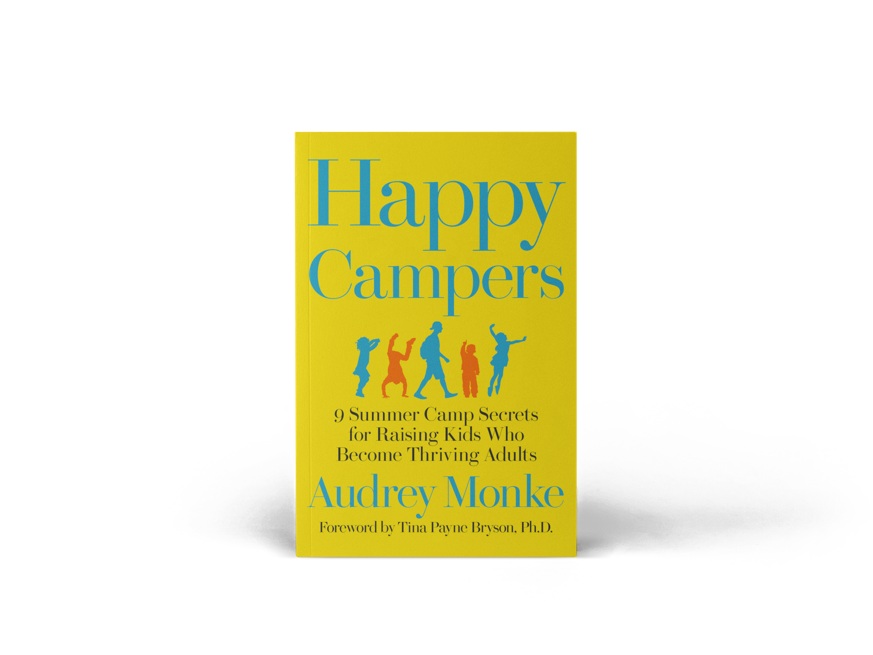 Happy
Campers
9 Summer Camp Secrets
for Raising Kids Who
Become Thriving Adults
Audrey Monke
Foreword by Tina Payne Bryson, Ph.D.